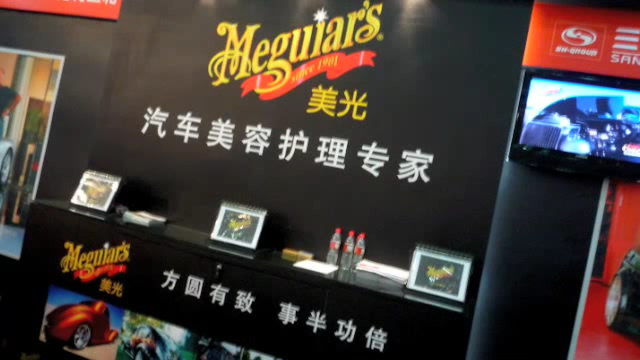 Meguiar's
since 1901
美光
汽车美容护理专家
SH-EASUN
SAN
Meguiar's
美光
方圆有致 事半功倍